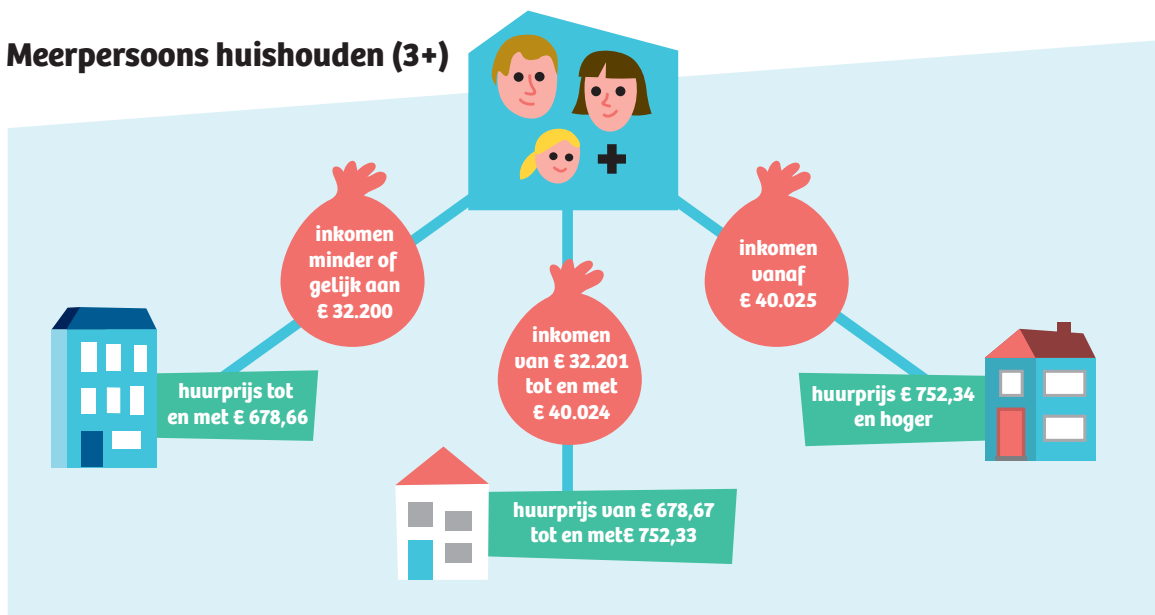 Meerpersoons huishouden (3+)
inkomen
minder of
gelijk aan
€ 32.200
huurprijs tot
en met € 678,66
inkomen
van € 32.201
tot en met
€ 40.024
huurprijs van € 678,67
tot en met€ 752,33
inkomen
vanaf
€ 40.025
huurprijs € 752,34
en hoger